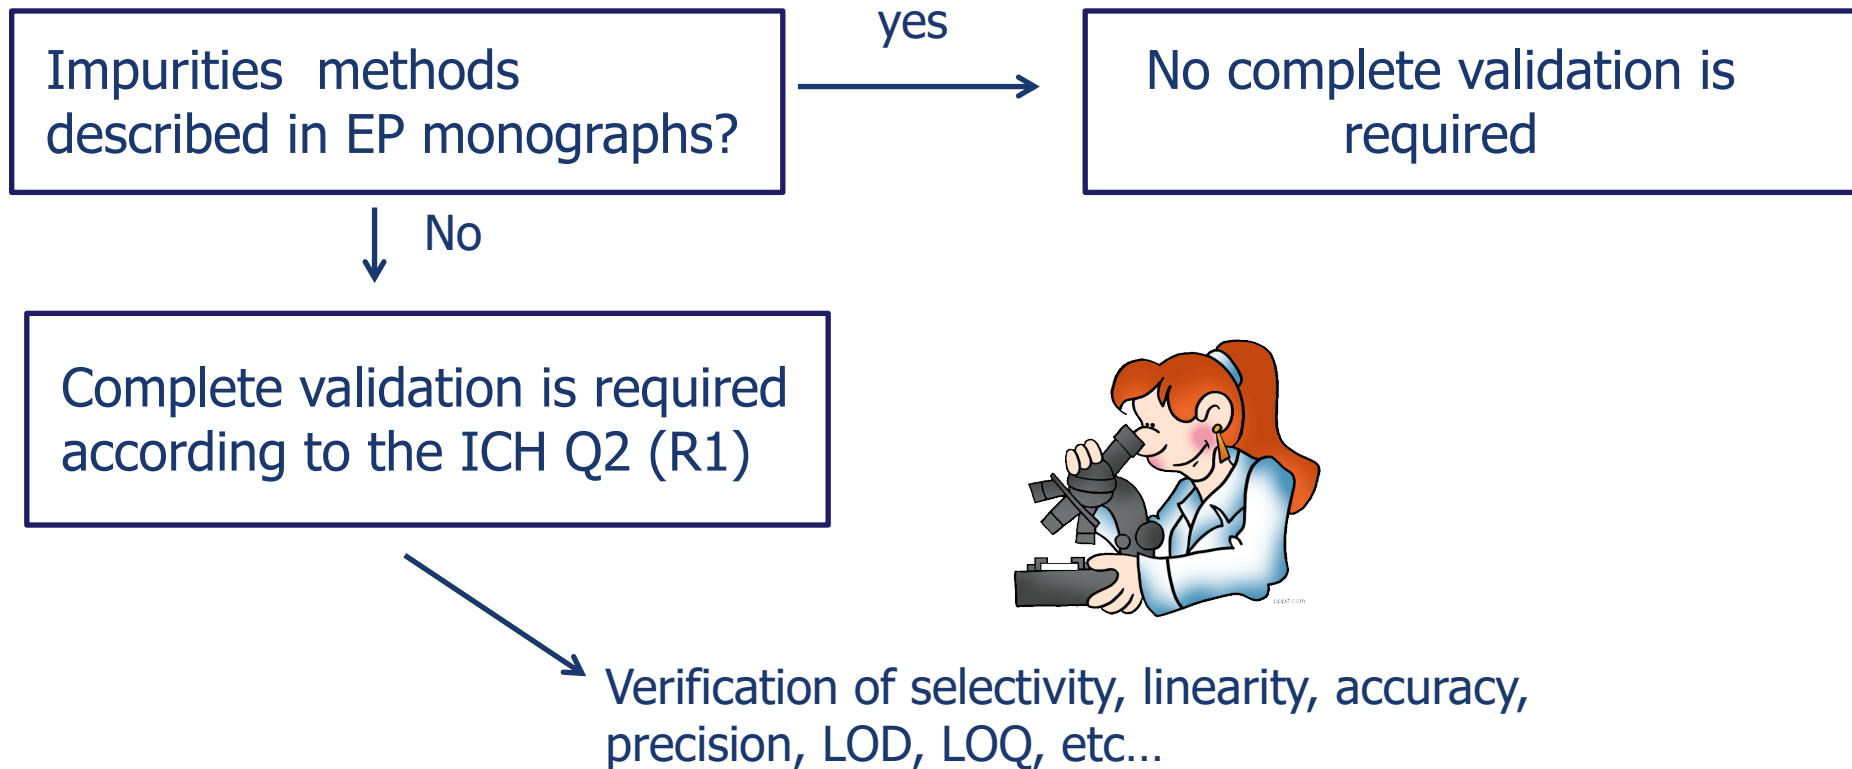 Impurities methods
described in EP monographs?
yes
No complete validation is
required
No
Complete validation is required
according to the ICH Q2 (R1)
Verification of selectivity, linearity, accuracy,
precision, LOD, LOQ, etc...